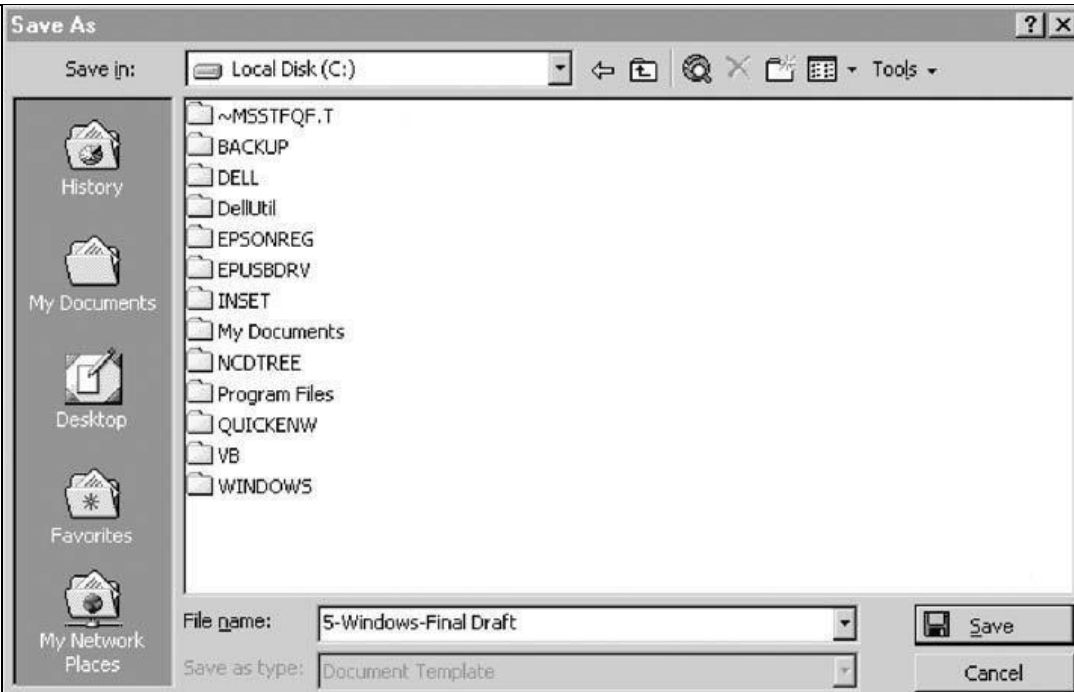 Save As
Save in:
Local Disk (C:)
Tools
History
My Documents
Desktop
Favorites
My Network
Places
~MSSTFQF.T
BACKUP
DELL
DellUtil
EPSONREG
EPUSBDRV
INSET
My Documents
NCDTREE
Program Files
QUICKENW
VB
WINDOWS
File name:
5-Windows-Final Draft
Save
Save as type:
Document Template
Cancel